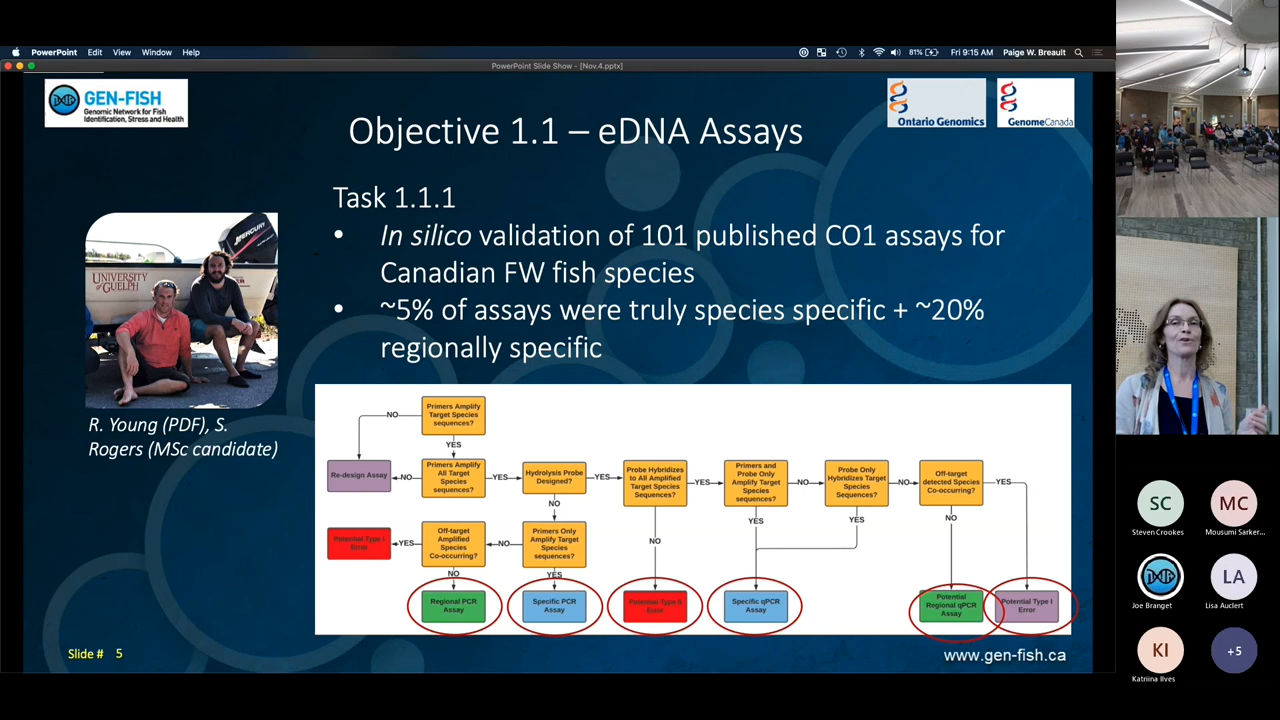 PowerPoint Edit View Window Help
81% Fri 9:15 AM Paige W. Breault
PowerPoint Slide Show - [Nov.4.pptx]
GEN-FISH
Genomic Network for Fish
Identification, Stress and Health
Ontario Genomics
GenomeCanada
Objective 1.1 – eDNA Assays
Task 1.1.1
• In silico validation of 101 published CO1 assays for
Canadian FW fish species
• ~5% of assays were truly species specific + ~20%
regionally specific
MERCURY
UNIVERSITY
OF GUELPH
R. Young (PDF), S.
Rogers (MSc candidate)
Primers Amplify
Target Species
sequences?
NO
YES
Re-design Assay
NO
Primers Amplify
All Target
Species
sequences?
YES
Hydrolysis Probe
Designed?
YES
Probe Hybridizes
to All Amplified
Target Species
Sequences?
YES
Primers and
Probe Only
Amplify Target
Species
sequences?
NO
Probe Only
Hybridizes Target
Species
Sequences?
NO
Off-target
detected Species
Co-occurring?
YES
NO
NO
YES
YES
NO
Potential Type I
Error
YES
Off-target
Amplified
Species
Co-occurring?
NO
Primers Only
Amplify Target
Species
sequences?
NO
YES
Regional PCR
Assay
Specific PCR
Assay
Potential Type II
Error
Specific qPCR
Assay
Potential
Regional qPCR
Assay
Potential Type I
Error
Slide # 5
www.gen-fish.ca
SC
Steven Crookes
MC
Mousumi Sarker...
Joe Branget
LA
Lisa Auclert
KI
Katriina Ilves
+5